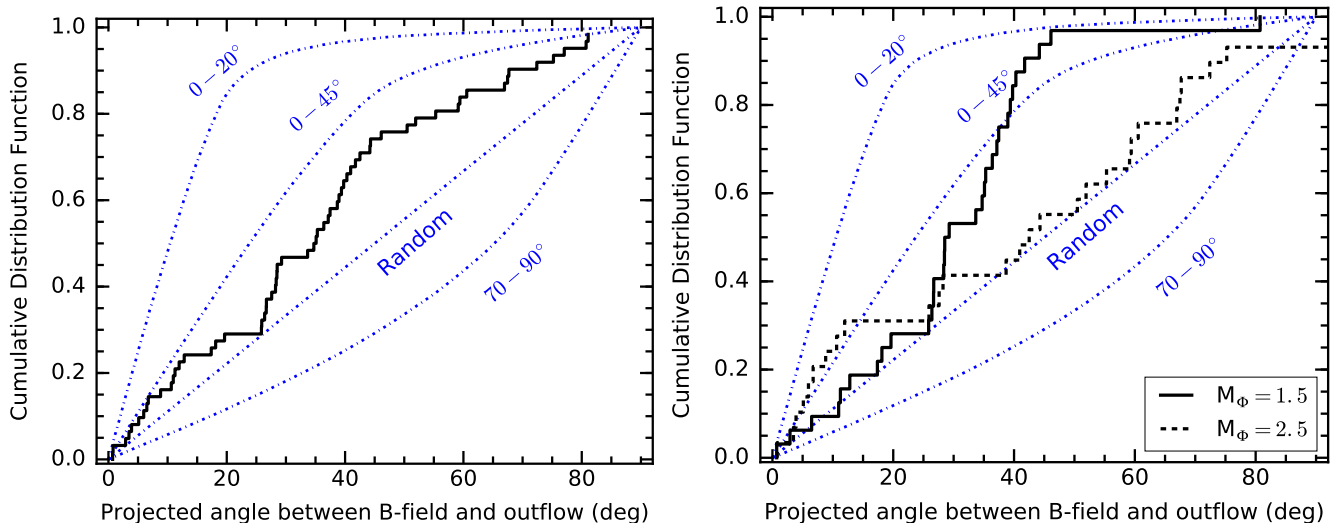 Cumulative Distribution Function
1.0
0.8
0.6
0.4
0.2
0.0
0 − 20°
0 − 45°
Random
70 − 90°
0
20
40
60
80
Projected angle between B-field and outflow (deg)
Cumulative Distribution Function
1.0
0.8
0.6
0.4
0.2
0.0
0 − 20°
0 − 45°
Random
70 − 90°
M_Φ = 1.5
M_Φ = 2.5
0
20
40
60
80
Projected angle between B-field and outflow (deg)